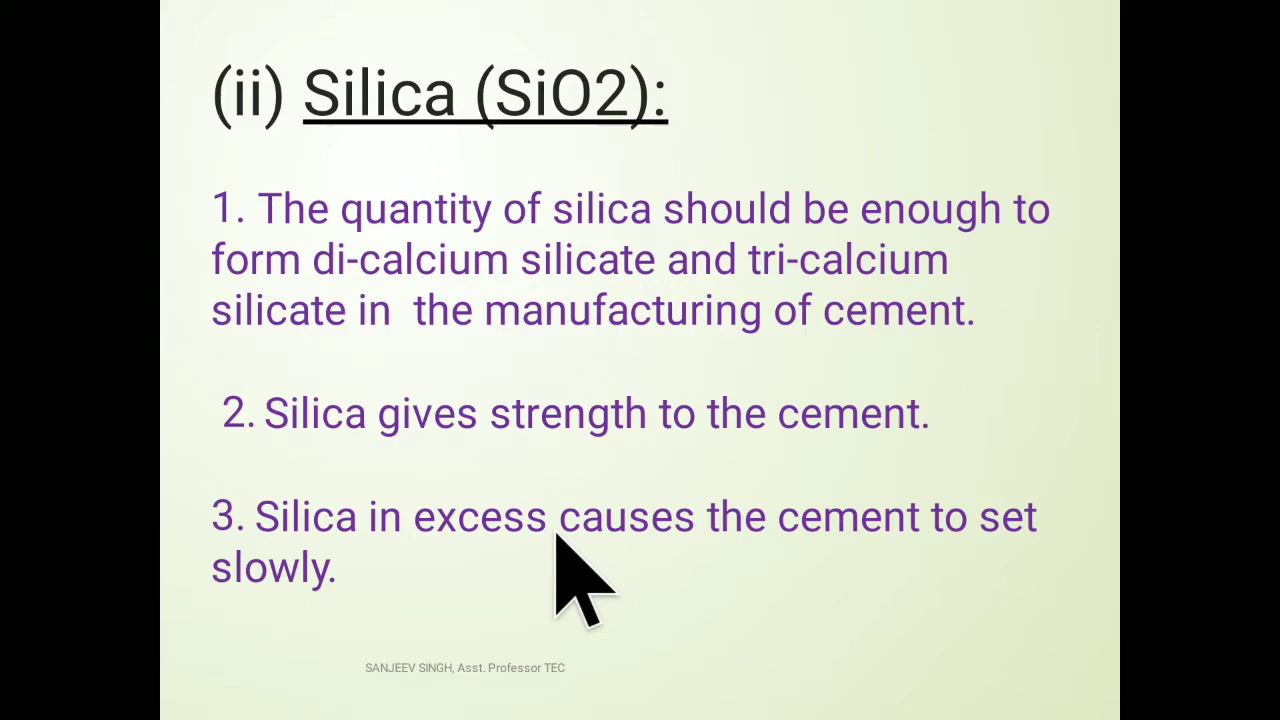 (ii) Silica (SiO2):
1. The quantity of silica should be enough to
form di-calcium silicate and tri-calcium
silicate in  the manufacturing of cement.
2. Silica gives strength to the cement.
3. Silica in excess causes the cement to set
slowly.
SANJEEV SINGH, Asst. Professor TEC